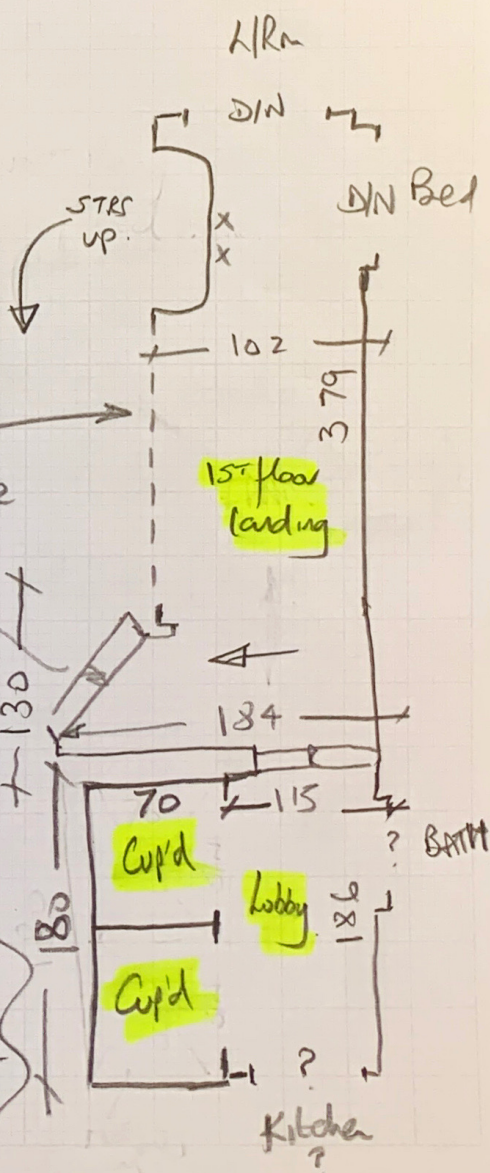 L/Rm
D/N
D/N Bed
STRS
UP.
X
X
102
379
1ST floor
landing
130
184
70
115
Cup'd
? BATH
Lobby
186
180
Cup'd
?
Kitchen
?